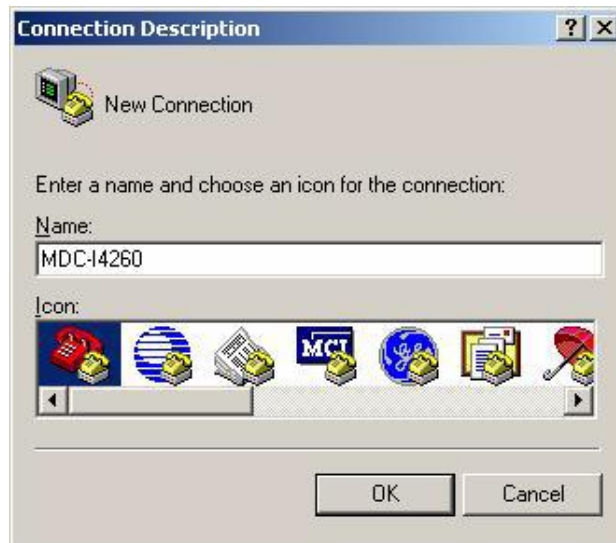 Connection Description
New Connection
Enter a name and choose an icon for the connection:
Name:
MDC-I4260
Icon:
MCI
OK Cancel